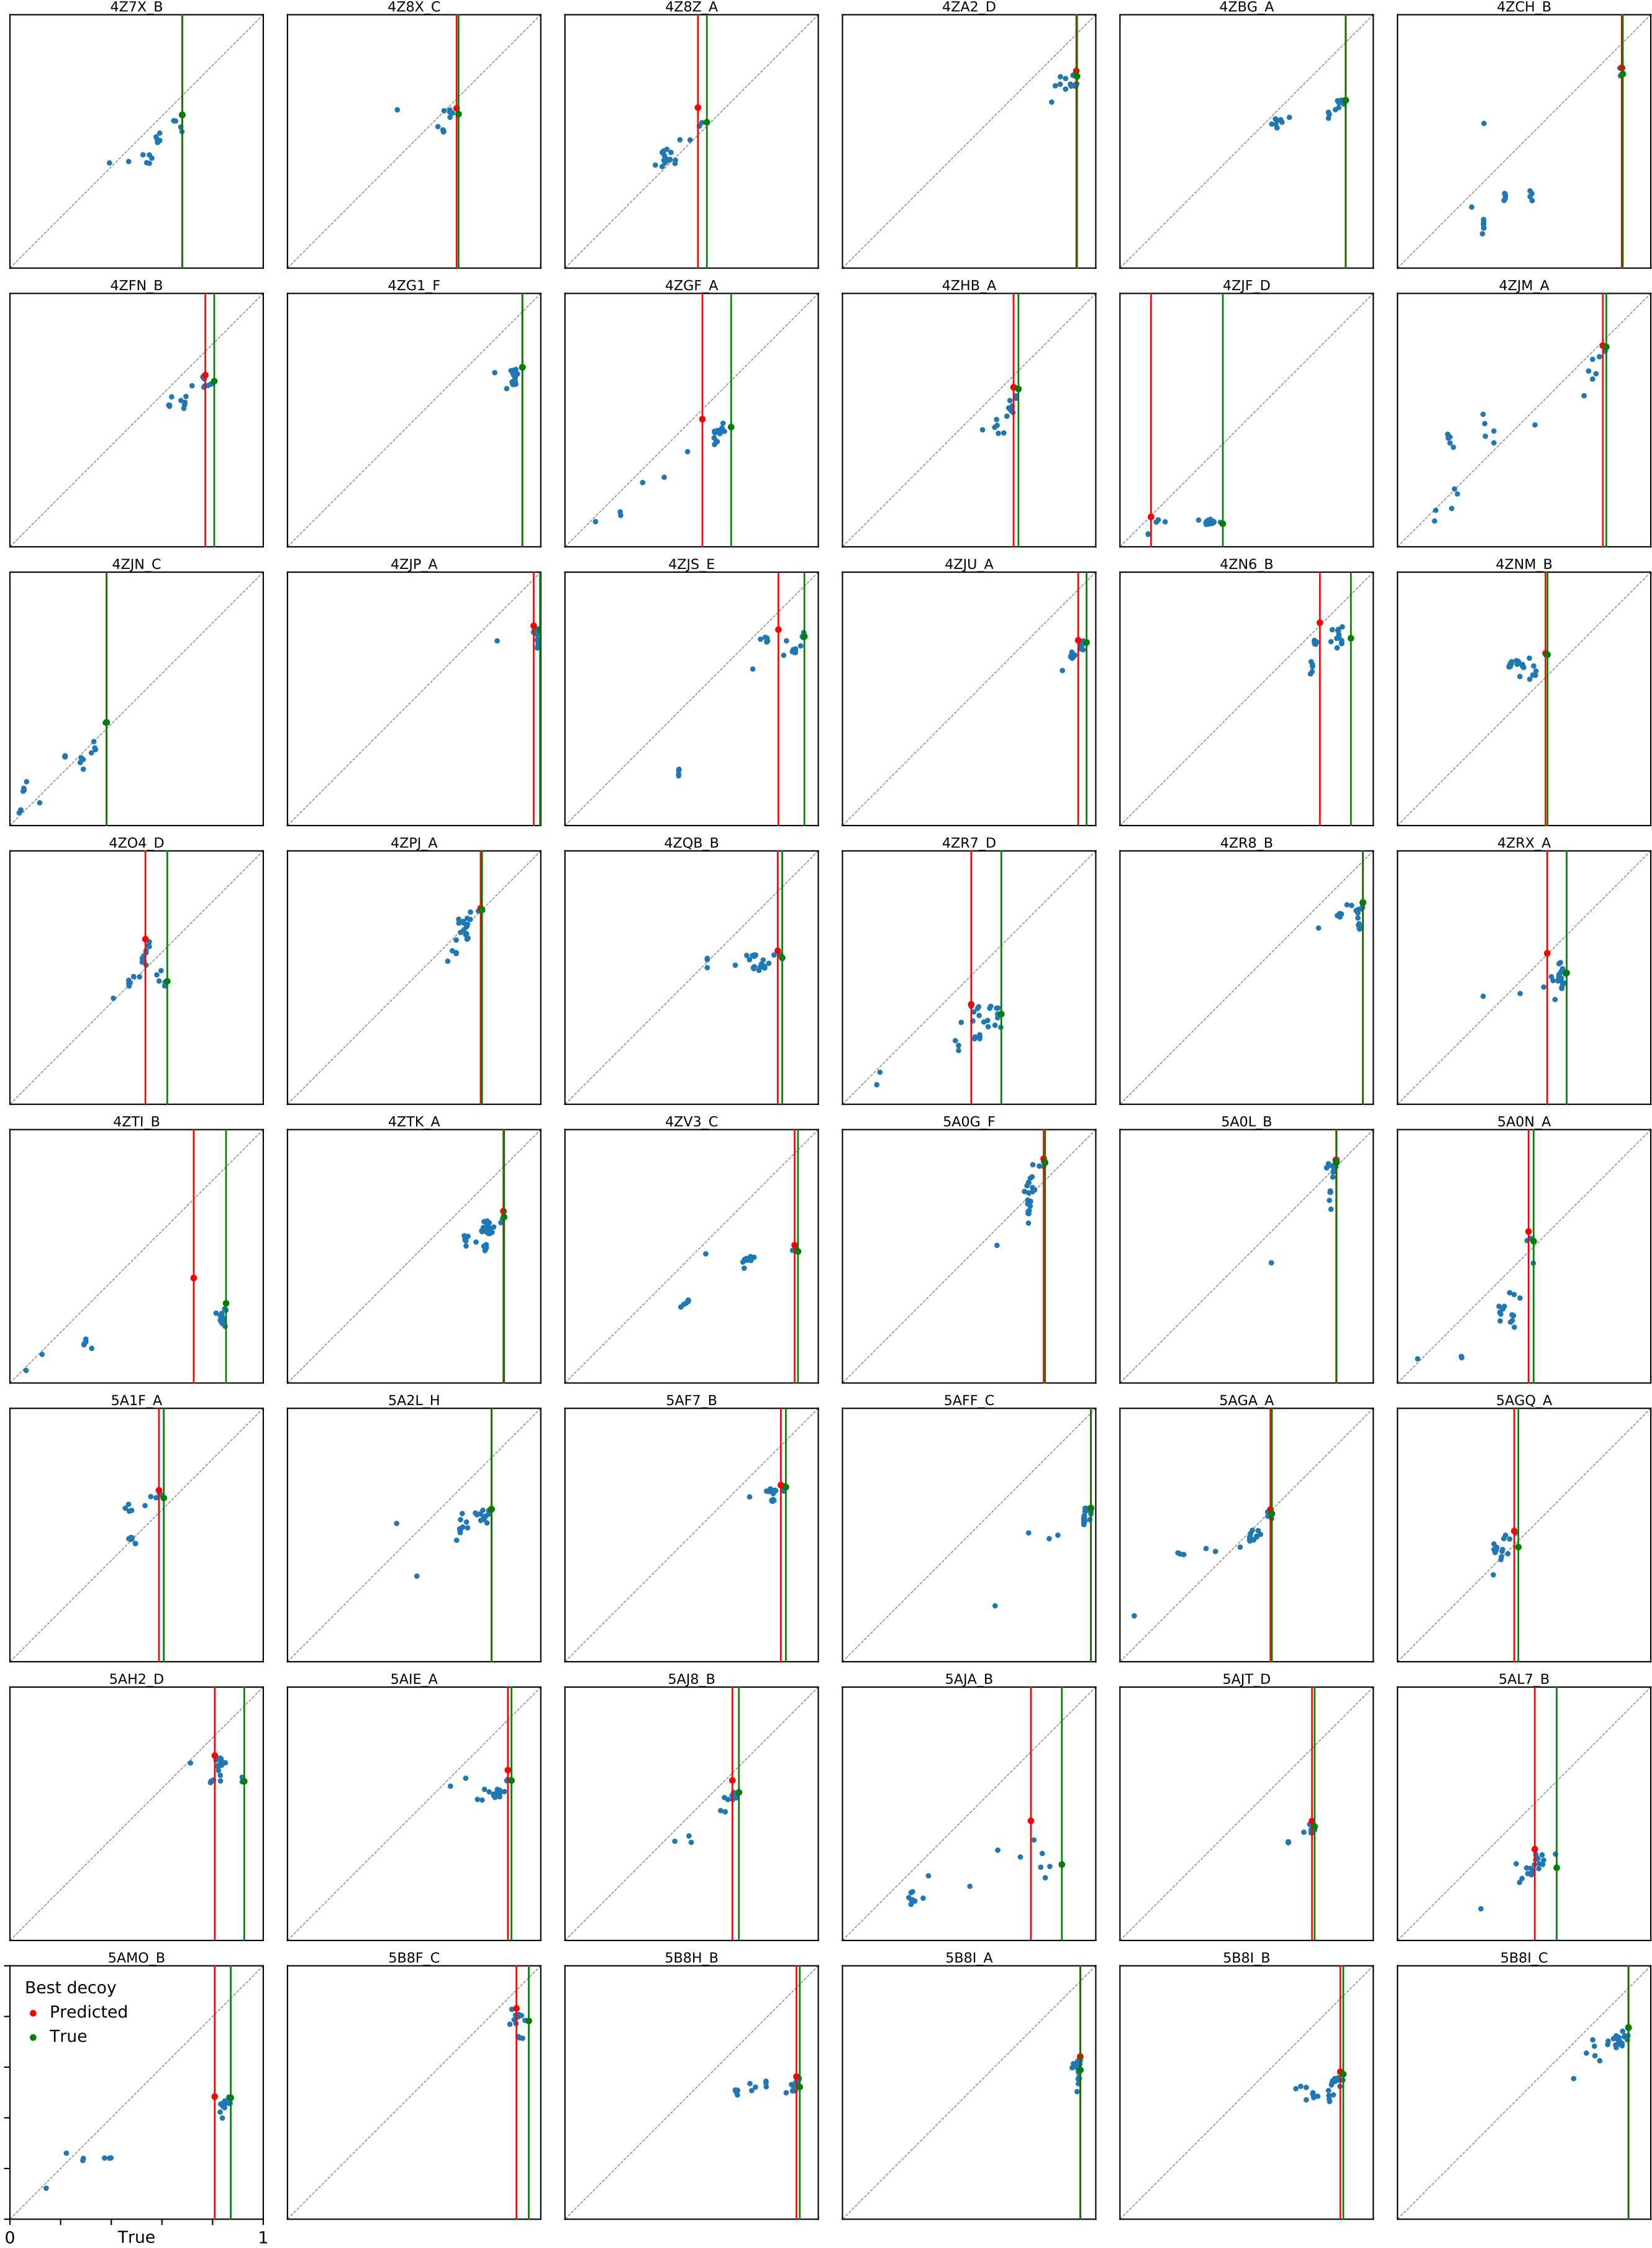 4Z7X_B 4Z8X_C 4Z8Z_A 4ZA2_D 4ZBG_A 4ZCH_B
4ZFN_B 4ZG1_F 4ZGF_A 4ZHB_A 4ZJF_D 4ZJM_A
4ZJN_C 4ZJP_A 4ZJS_E 4ZJU_A 4ZN6_B 4ZNM_B
4ZO4_D 4ZPJ_A 4ZQB_B 4ZR7_D 4ZR8_B 4ZRX_A
4ZTI_B 4ZTK_A 4ZV3_C 5A0G_F 5A0L_B 5A0N_A
5A1F_A 5A2L_H 5AF7_B 5AFF_C 5AGA_A 5AGQ_A
5AH2_D 5AIE_A 5AJ8_B 5AJA_B 5AJT_D 5AL7_B
5AMO_B 5B8F_C 5B8H_B 5B8I_A 5B8I_B 5B8I_C
Best decoy
Predicted
True
0 True 1